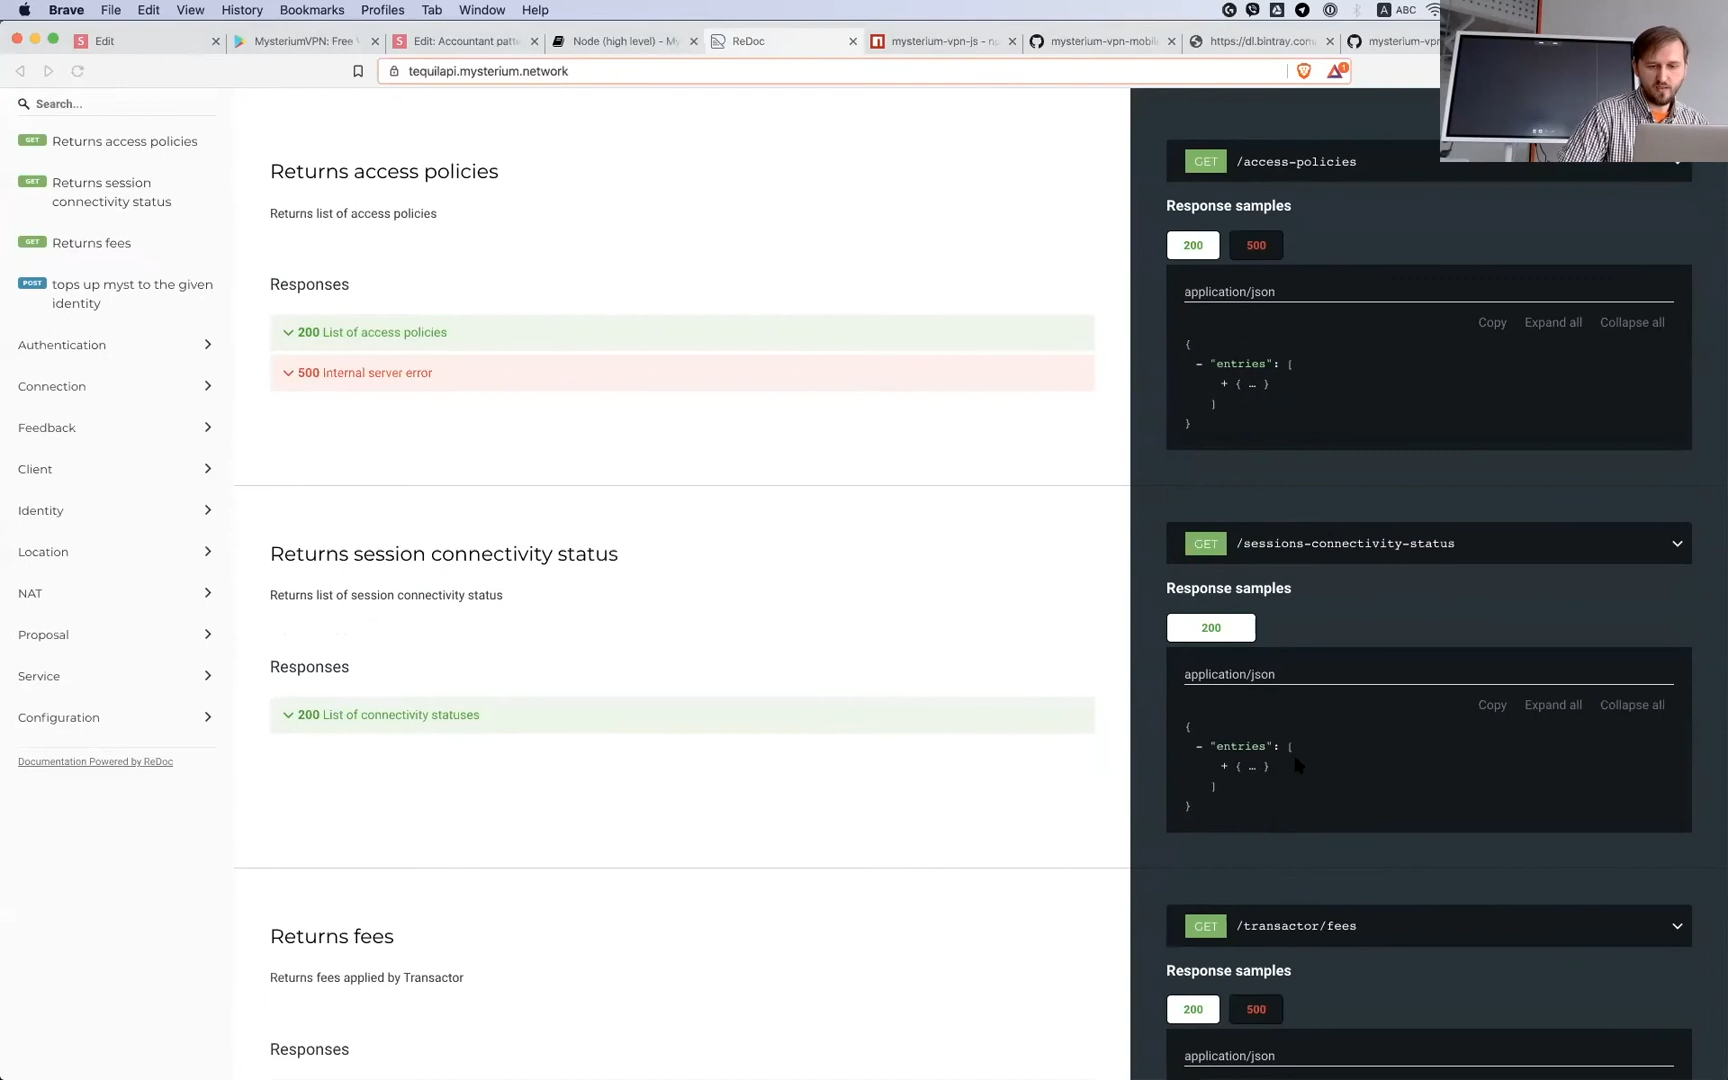 Brave File Edit View History Bookmarks Profiles Tab Window Help
A ABC
S Edit
MysteriumVPN: Free
S Edit: Accountant patt
Node (high level) - My
ReDoc
n mysterium-vpn-js - n
mysterium-vpn-mobil
https://dl.bintray.com
mysterium-vpn
tequilapi.mysterium.network
1
Search...
GET Returns access policies
GET Returns session
connectivity status
GET Returns fees
POST tops up myst to the given
identity
Authentication
Connection
Feedback
Client
Identity
Location
NAT
Proposal
Service
Configuration
Documentation Powered by ReDoc
Returns access policies
Returns list of access policies
Responses
200 List of access policies
500 Internal server error
Returns session connectivity status
Returns list of session connectivity status
Responses
200 List of connectivity statuses
Returns fees
Returns fees applied by Transactor
Responses
GET /access-policies
Response samples
200 500
application/json
Copy Expand all Collapse all
{
- "entries": [
+ { … }
]
}
GET /sessions-connectivity-status
Response samples
200
application/json
Copy Expand all Collapse all
{
- "entries": [
+ { … }
]
}
GET /transactor/fees
Response samples
200 500
application/json